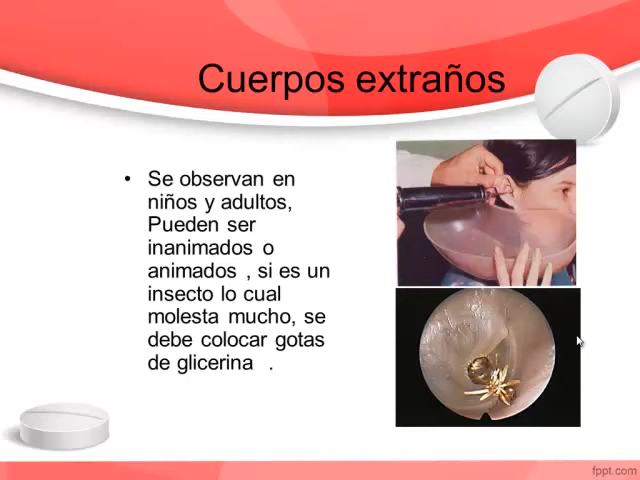 Cuerpos extraños
• Se observan en
niños y adultos,
Pueden ser
inanimados o
animados , si es un
insecto lo cual
molesta mucho, se
debe colocar gotas
de glicerina .
fppt.com